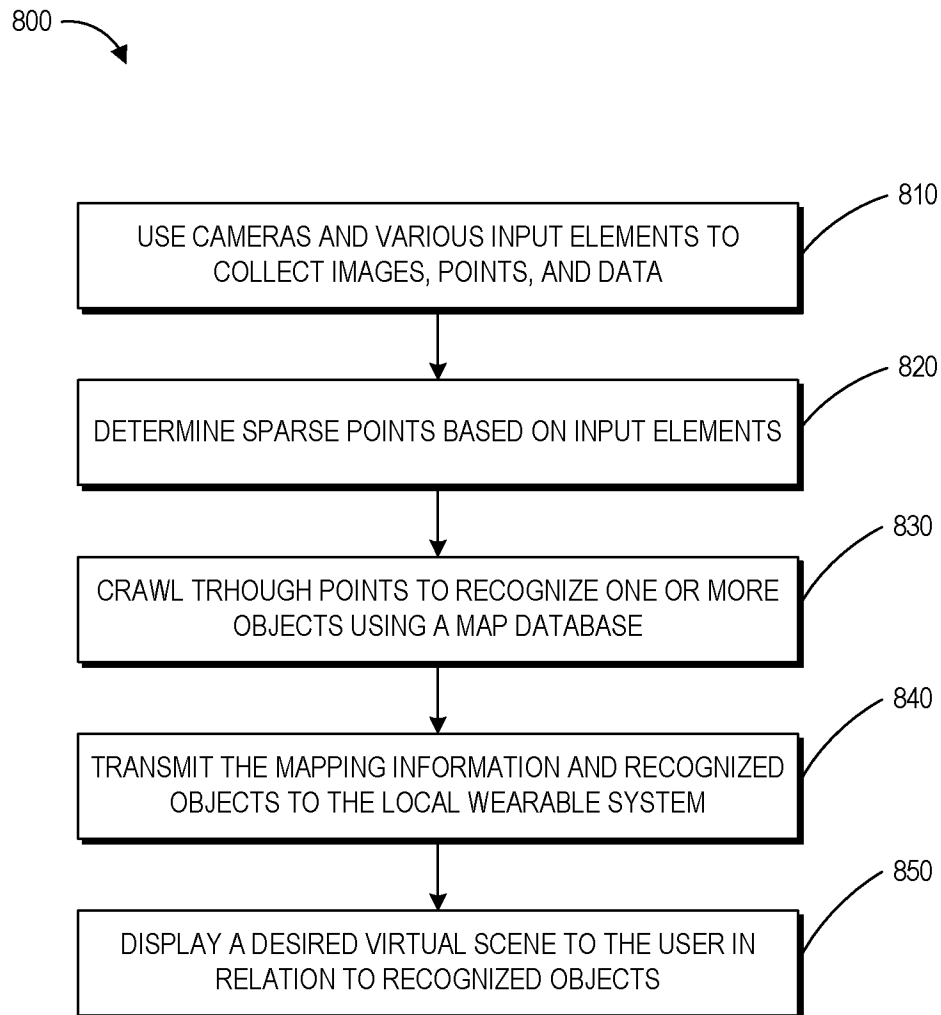 800
810
USE CAMERAS AND VARIOUS INPUT ELEMENTS TO
COLLECT IMAGES, POINTS, AND DATA
820
DETERMINE SPARSE POINTS BASED ON INPUT ELEMENTS
830
CRAWL TRHOUGH POINTS TO RECOGNIZE ONE OR MORE
OBJECTS USING A MAP DATABASE
840
TRANSMIT THE MAPPING INFORMATION AND RECOGNIZED
OBJECTS TO THE LOCAL WEARABLE SYSTEM
850
DISPLAY A DESIRED VIRTUAL SCENE TO THE USER IN
RELATION TO RECOGNIZED OBJECTS